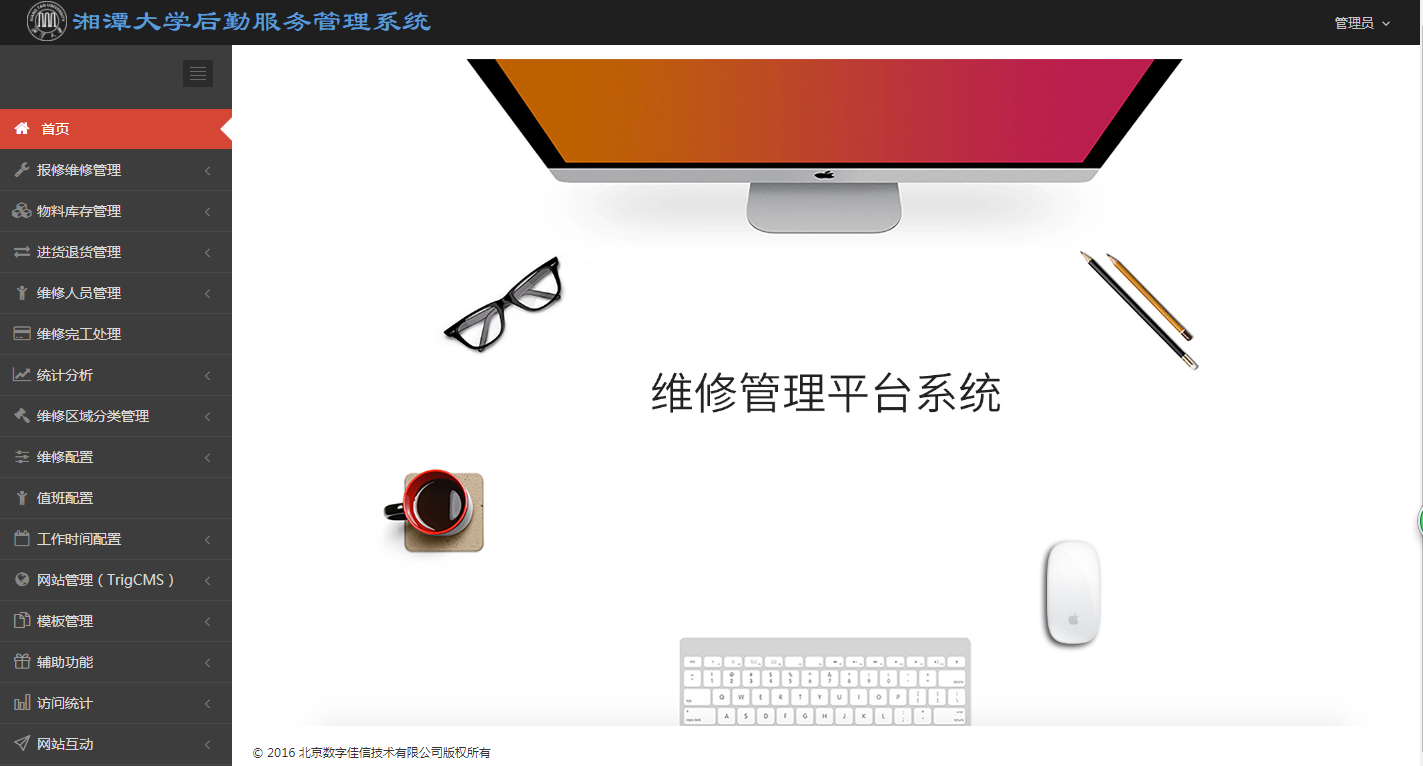 湘潭大学后勤服务管理系统
管理员
首页
报修维修管理
物料库存管理
进货退货管理
维修人员管理
维修完工处理
统计分析
维修区域分类管理
维修配置
值班配置
工作时间配置
网站管理（TrigCMS）
模板管理
辅助功能
访问统计
网站互动
维修管理平台系统
Q W E R T Y U I O P
A S D F G H J K L
© 2016 北京数字佳信技术有限公司版权所有